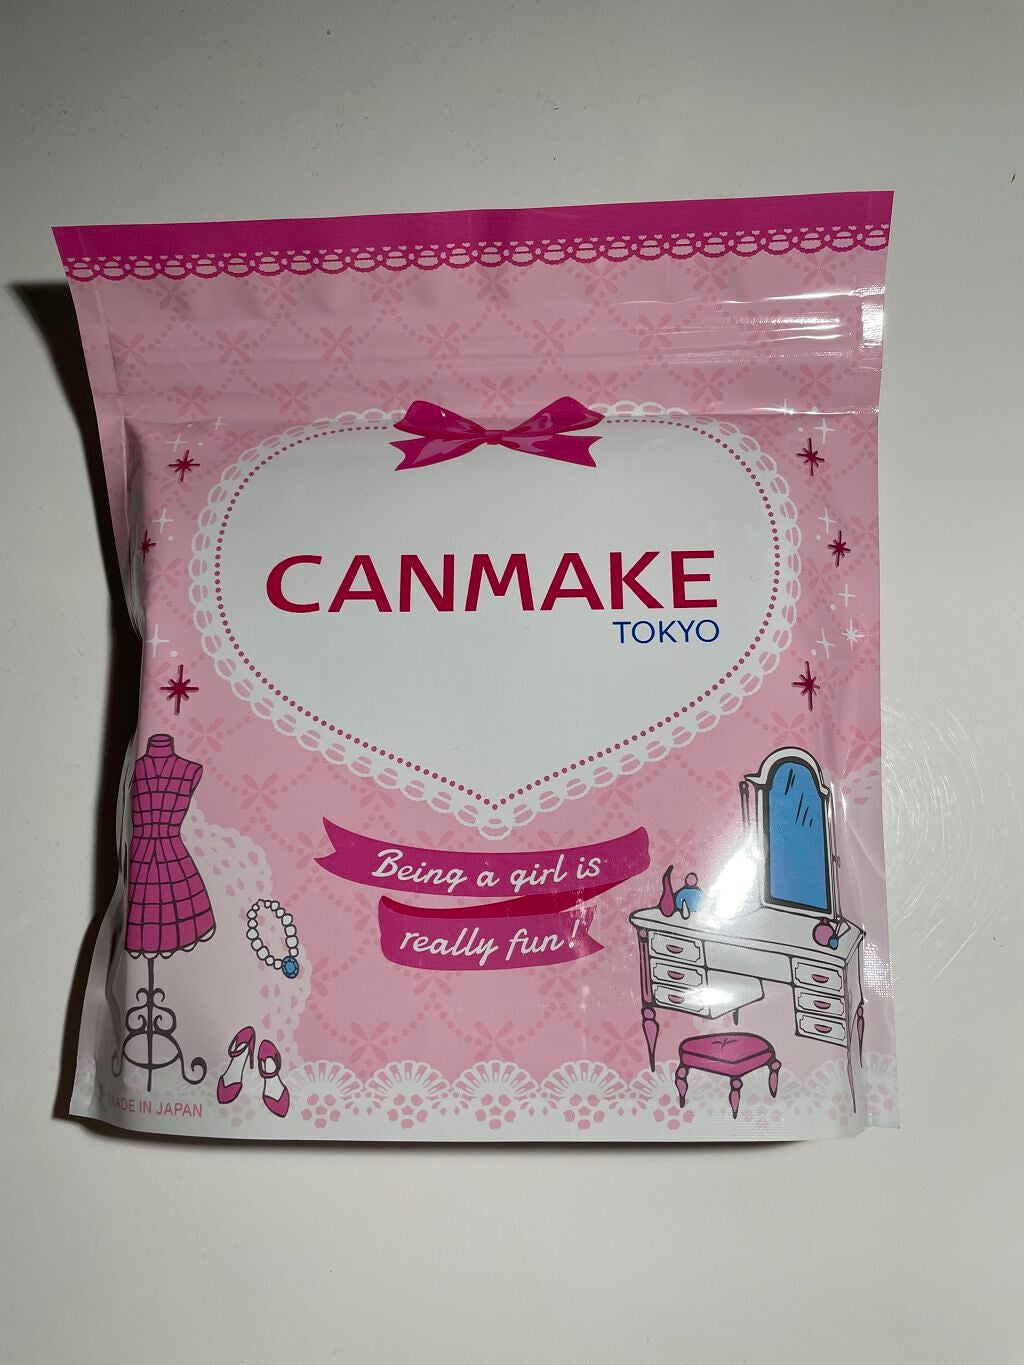 CANMAKE
TOKYO
Being a girl is
really fun!
MADE IN JAPAN